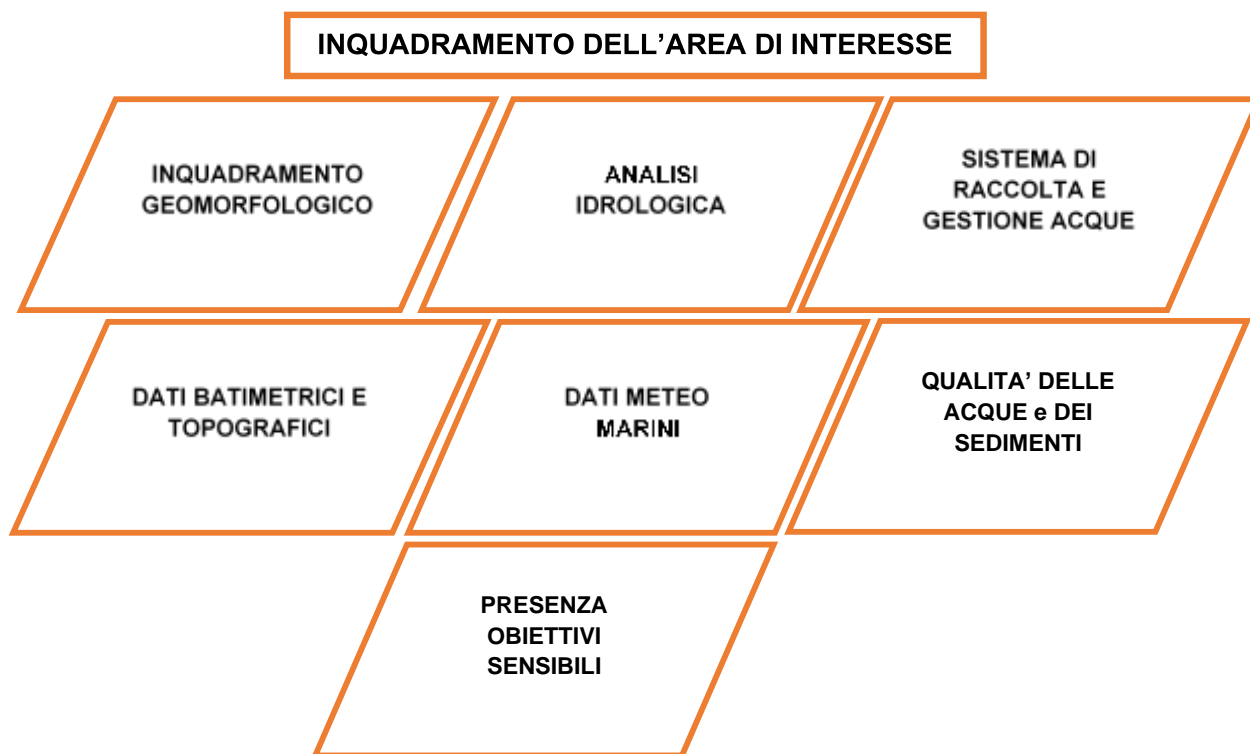 INQUADRAMENTO DELL’AREA DI INTERESSE
INQUADRAMENTO
GEOMORFOLOGICO
ANALISI
IDROLOGICA
SISTEMA DI
RACCOLTA E
GESTIONE ACQUE
DATI BATIMETRICI E
TOPOGRAFICI
DATI METEO
MARINI
QUALITA’ DELLE
ACQUE e DEI
SEDIMENTI
PRESENZA
OBIETTIVI
SENSIBILI